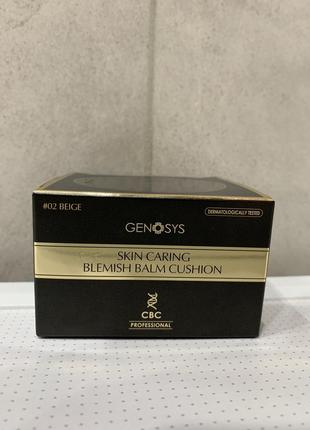 #02 BEIGE
GENOSYS
DERMATOLOGICALLY TESTED
SKIN CARING
BLEMISH BALM CUSHION
CBC
PROFESSIONAL